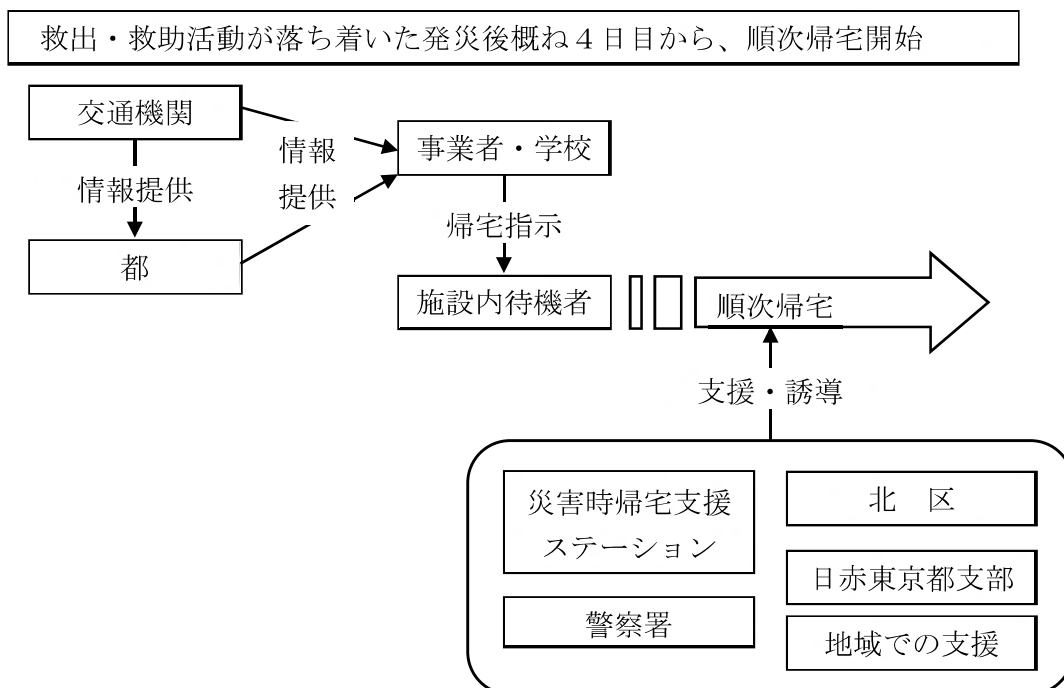 救出・救助活動が落ち着いた発災後概ね４日目から、順次帰宅開始
交通機関
情報提供
都
情報
提供
事業者・学校
帰宅指示
施設内待機者
順次帰宅
支援・誘導
災害時帰宅支援
ステーション
警察署
北　区
日赤東京都支部
地域での支援